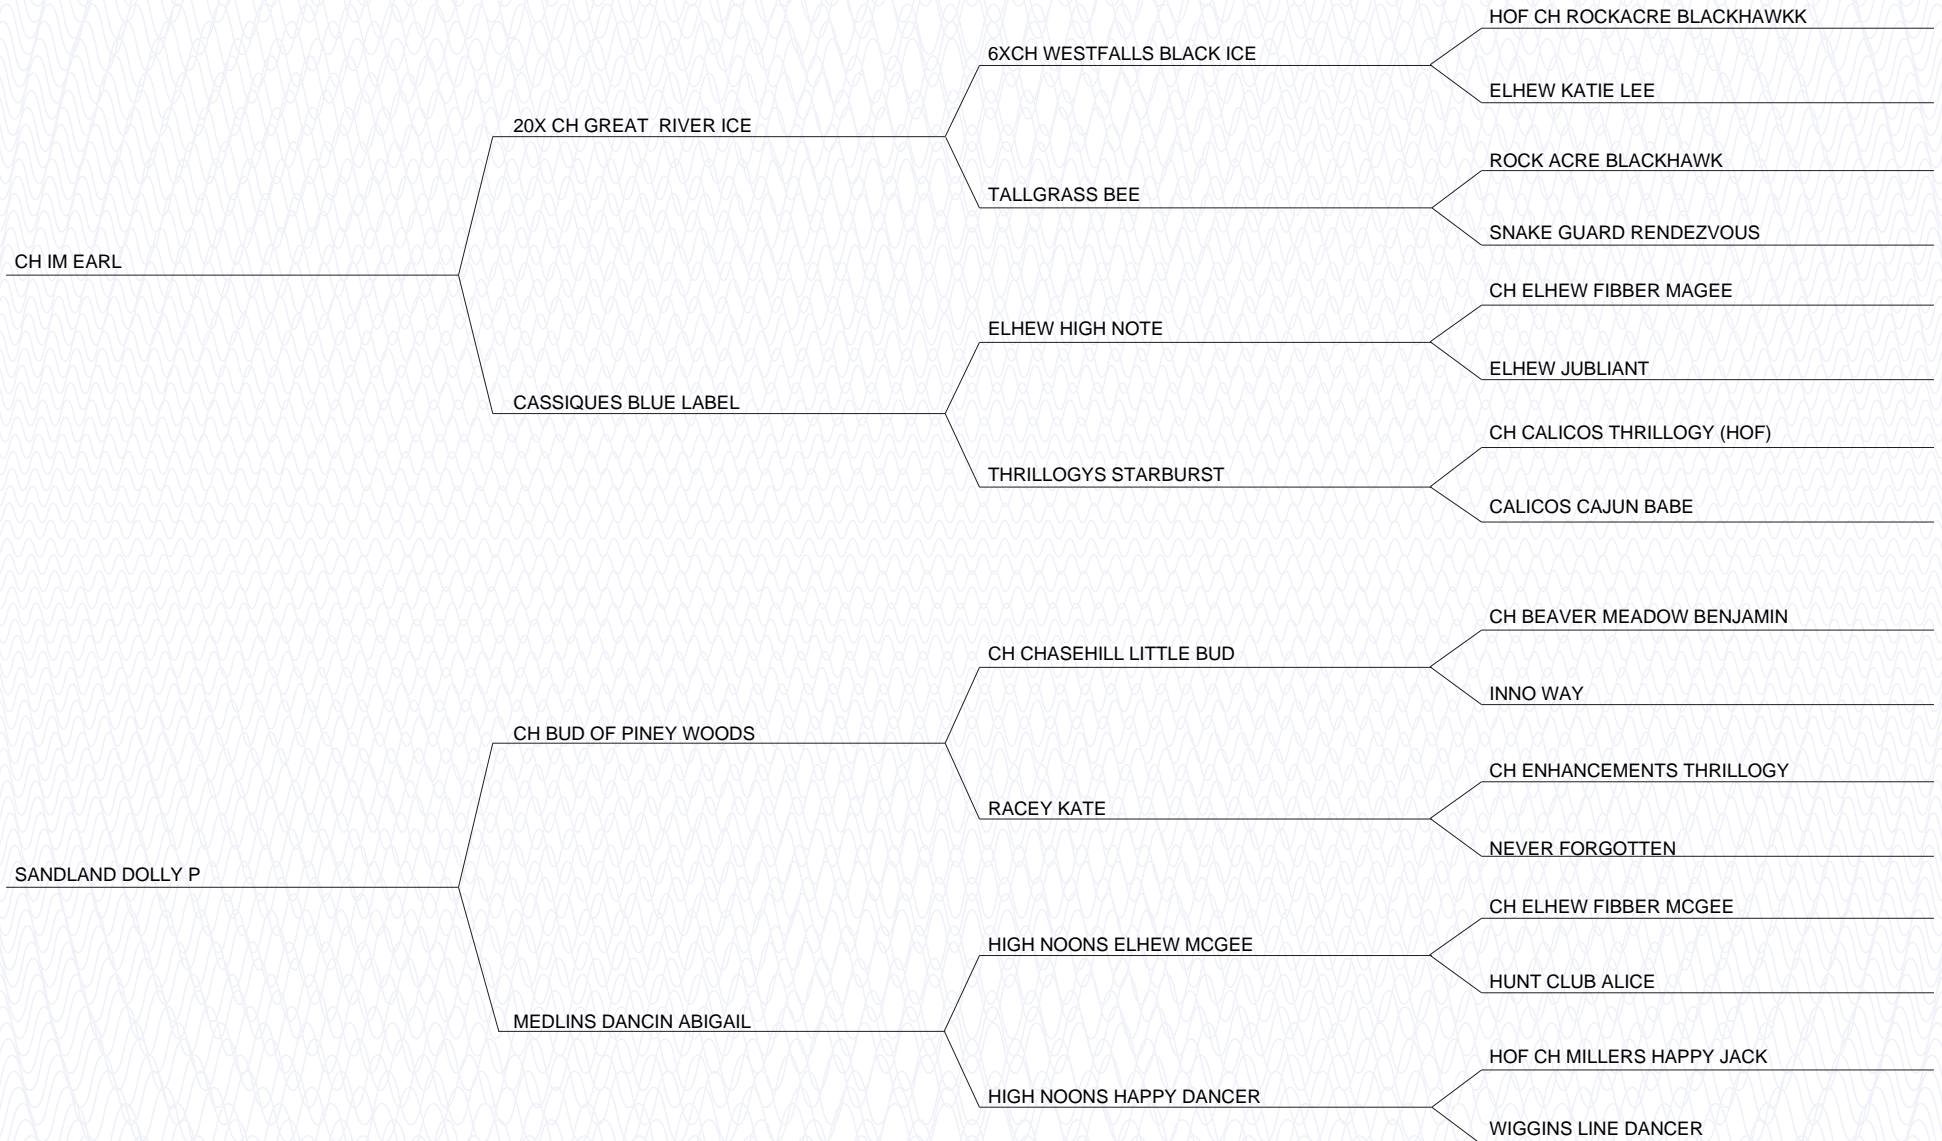 HOF CH ROCKACRE BLACKHAWKK
6XCH WESTFALLS BLACK ICE
ELHEW KATIE LEE
20X CH GREAT  RIVER ICE
ROCK ACRE BLACKHAWK
TALLGRASS BEE
SNAKE GUARD RENDEZVOUS
CH IM EARL
CH ELHEW FIBBER MAGEE
ELHEW HIGH NOTE
ELHEW JUBLIANT
CASSIQUES BLUE LABEL
CH CALICOS THRILLOGY (HOF)
THRILLOGYS STARBURST
CALICOS CAJUN BABE
CH BEAVER MEADOW BENJAMIN
CH CHASEHILL LITTLE BUD
INNO WAY
CH BUD OF PINEY WOODS
CH ENHANCEMENTS THRILLOGY
RACEY KATE
NEVER FORGOTTEN
SANDLAND DOLLY P
CH ELHEW FIBBER MCGEE
HIGH NOONS ELHEW MCGEE
HUNT CLUB ALICE
MEDLINS DANCIN ABIGAIL
HOF CH MILLERS HAPPY JACK
HIGH NOONS HAPPY DANCER
WIGGINS LINE DANCER